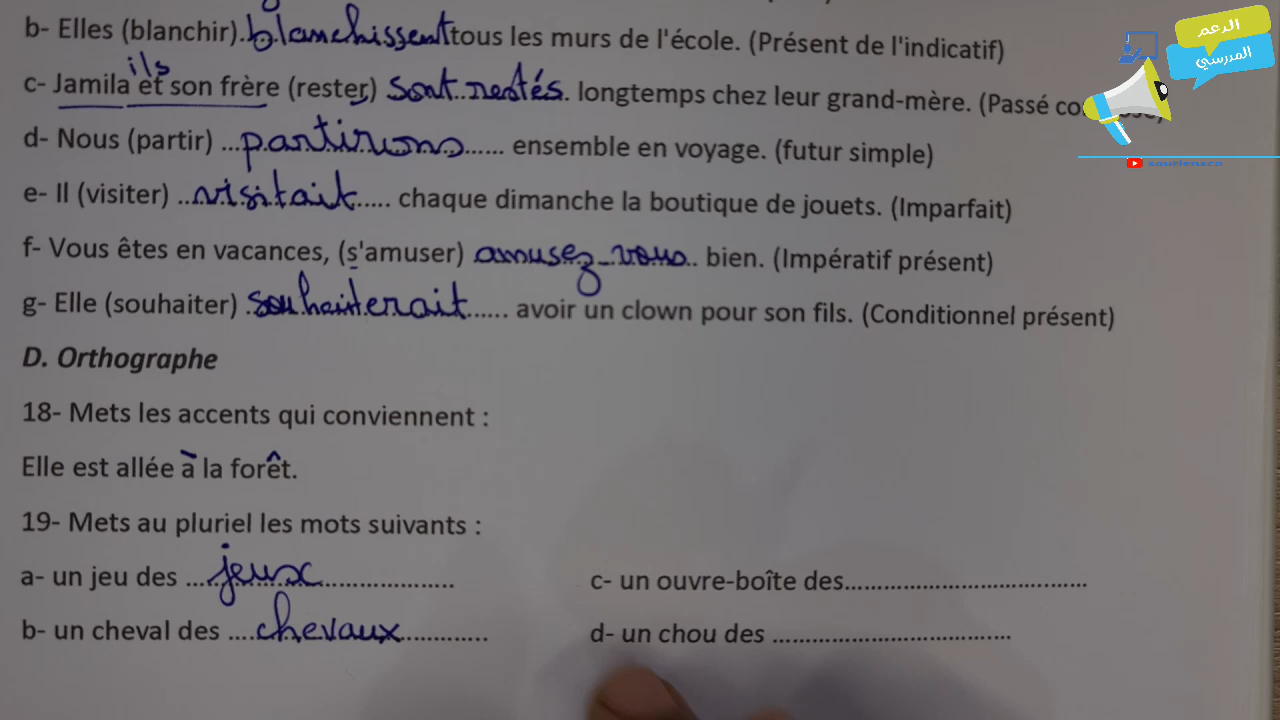 b- Elles (blanchir) blanchissent tous les murs de l'école. (Présent de l'indicatif)
ils
c- Jamila et son frère (rester) sont restés. longtemps chez leur grand-mère. (Passé co
d- Nous (partir) ...partirons...... ensemble en voyage. (futur simple)
e- Il (visiter) ..visitait..... chaque dimanche la boutique de jouets. (Imparfait)
f- Vous êtes en vacances, (s'amuser) amusez-vous.. bien. (Impératif présent)
g- Elle (souhaiter) .souhaiterait...... avoir un clown pour son fils. (Conditionnel présent)
D. Orthographe
18- Mets les accents qui conviennent :
Elle est allée à la forêt.
19- Mets au pluriel les mots suivants :
a- un jeu des ...jeux....................
c- un ouvre-boîte des......................................
b- un cheval des ....chevaux..............
d- un chou des .....................................
الدعم
المدرسي